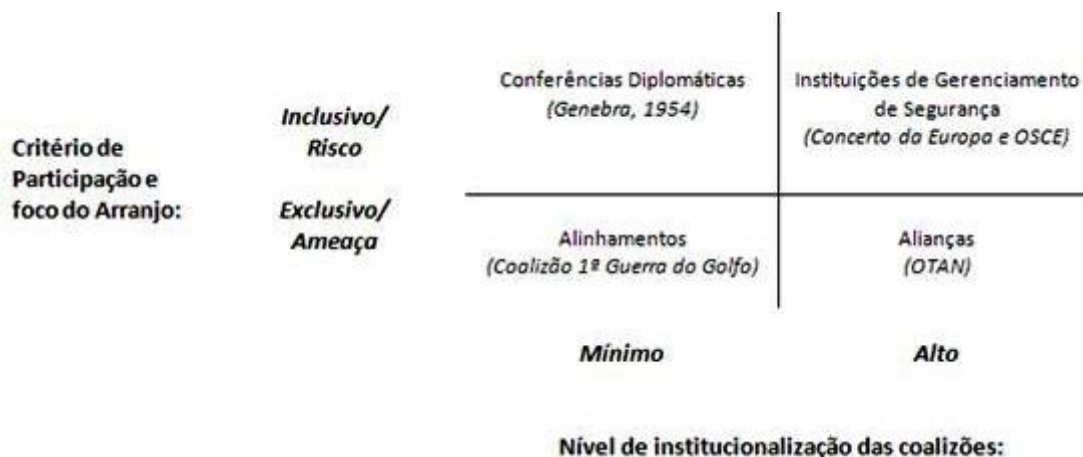 Conferências Diplomáticas
(Genebra, 1954)
Instituições de Gerenciamento
de Segurança
(Concerto da Europa e OSCE)
Inclusivo/
Risco
Critério de
Participação e
foco do Arranjo:
Exclusivo/
Ameaça
Alinhamentos
(Coalizão 1ª Guerra do Golfo)
Alianças
(OTAN)
Mínimo
Alto
Nível de institucionalização das coalizões: